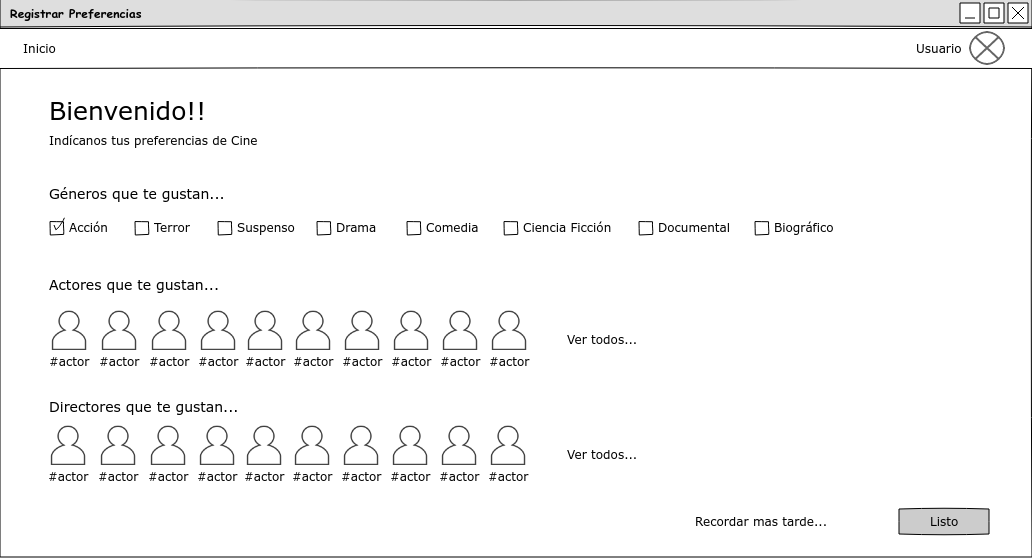 Registrar Preferencias
Inicio Usuario
Bienvenido!!
Indícanos tus preferencias de Cine
Géneros que te gustan...
Acción Terror Suspenso Drama Comedia Ciencia Ficción Documental Biográfico
Actores que te gustan...
Ver todos...
#actor #actor #actor #actor #actor #actor #actor #actor #actor #actor
Directores que te gustan...
Ver todos...
#actor #actor #actor #actor #actor #actor #actor #actor #actor #actor
Recordar mas tarde... Listo